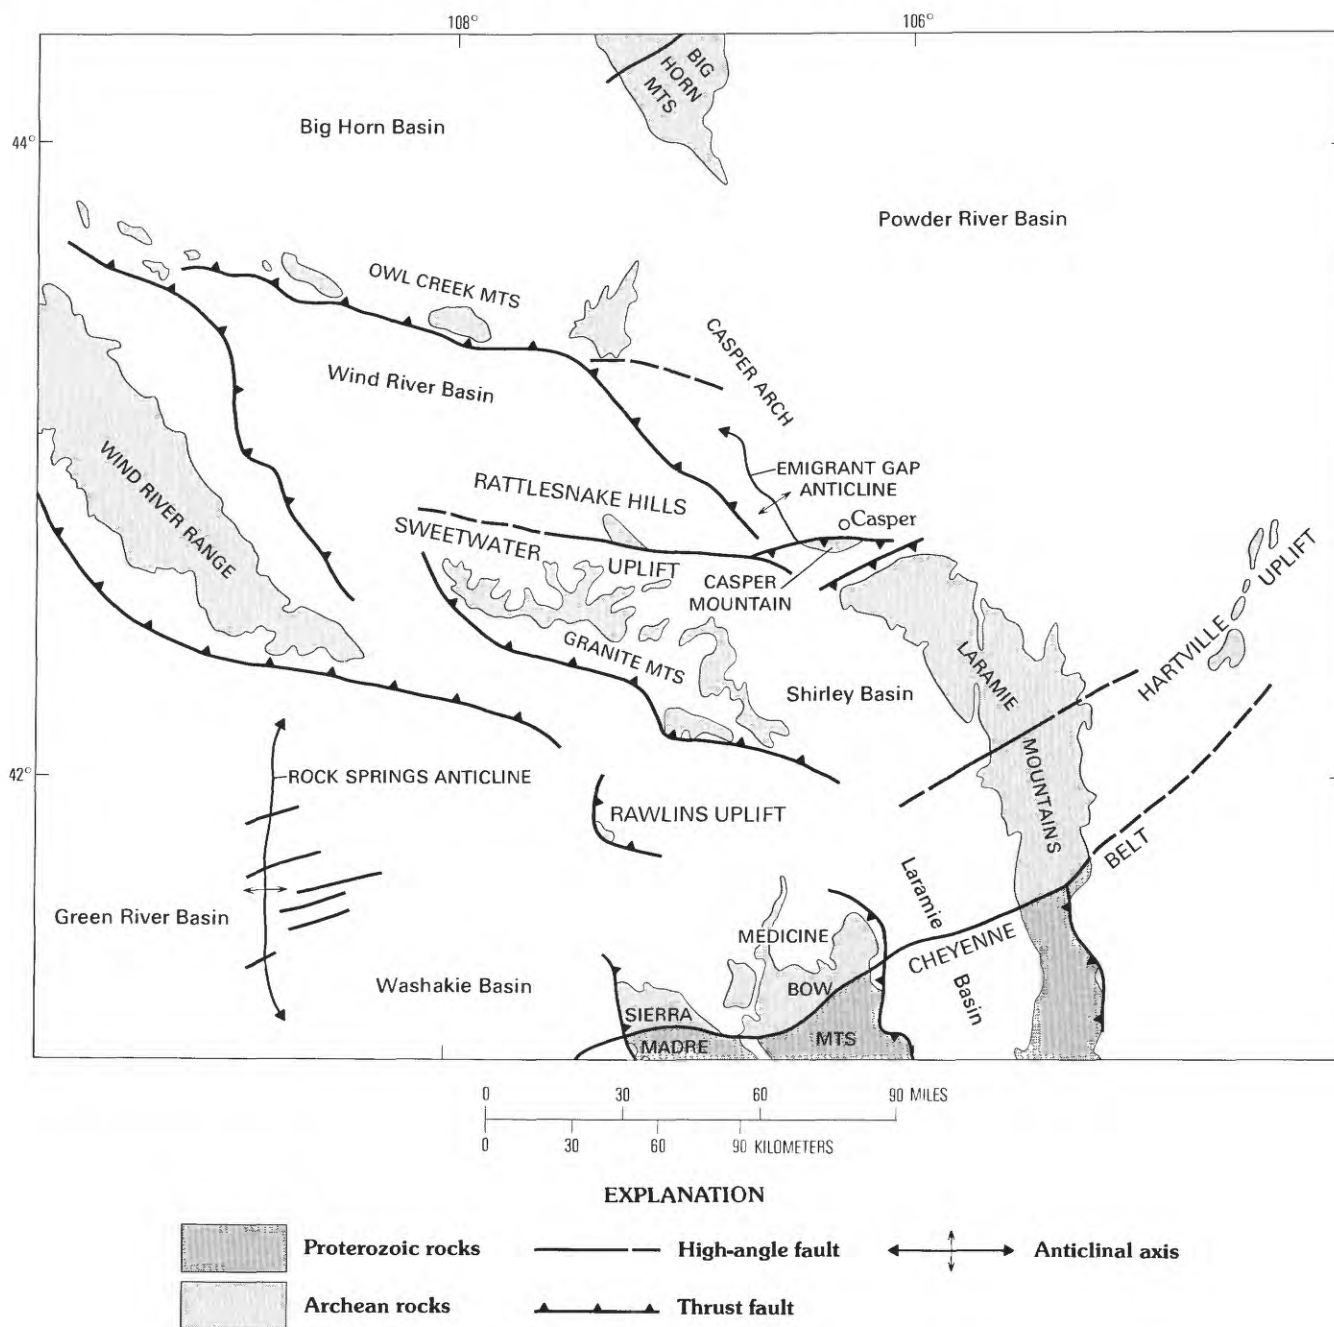 108°
106°
BIG
HORN
MTS
Big Horn Basin
44°
Powder River Basin
OWL CREEK MTS
CASPER ARCH
Wind River Basin
EMIGRANT GAP
ANTICLINE
RATTLESNAKE HILLS
WIND RIVER RANGE
Casper
SWEETWATER
UPLIFT
CASPER
MOUNTAIN
HARTVILLE
UPLIFT
GRANITE MTS
LARAMIE
MOUNTAINS
Shirley Basin
42°
ROCK SPRINGS ANTICLINE
RAWLINS UPLIFT
BELT
Laramie
Basin
Green River Basin
MEDICINE
BOW
MTS
CHEYENNE
Washakie Basin
SIERRA
MADRE
0 30 60 90 MILES
0 30 60 90 KILOMETERS
EXPLANATION
Proterozoic rocks
High-angle fault
Anticlinal axis
Archean rocks
Thrust fault